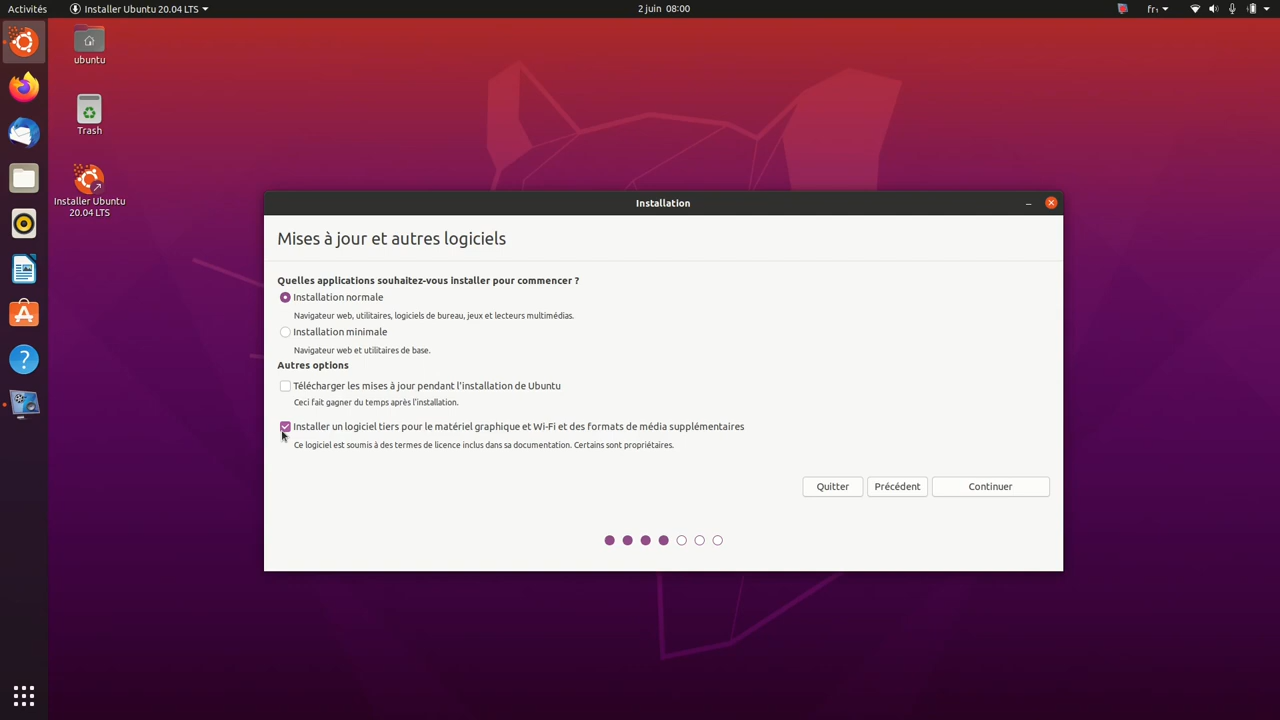 Activités
Installer Ubuntu 20.04 LTS
2 juin 08:00
fr₁
ubuntu
Trash
Installer Ubuntu
20.04 LTS
Installation
Mises à jour et autres logiciels
Quelles applications souhaitez-vous installer pour commencer ?
Installation normale
Navigateur web, utilitaires, logiciels de bureau, jeux et lecteurs multimédias.
Installation minimale
Navigateur web et utilitaires de base.
Autres options
Télécharger les mises à jour pendant l'installation de Ubuntu
Ceci fait gagner du temps après l'installation.
Installer un logiciel tiers pour le matériel graphique et Wi-Fi et des formats de média supplémentaires
Ce logiciel est soumis à des termes de licence inclus dans sa documentation. Certains sont propriétaires.
Quitter
Précédent
Continuer